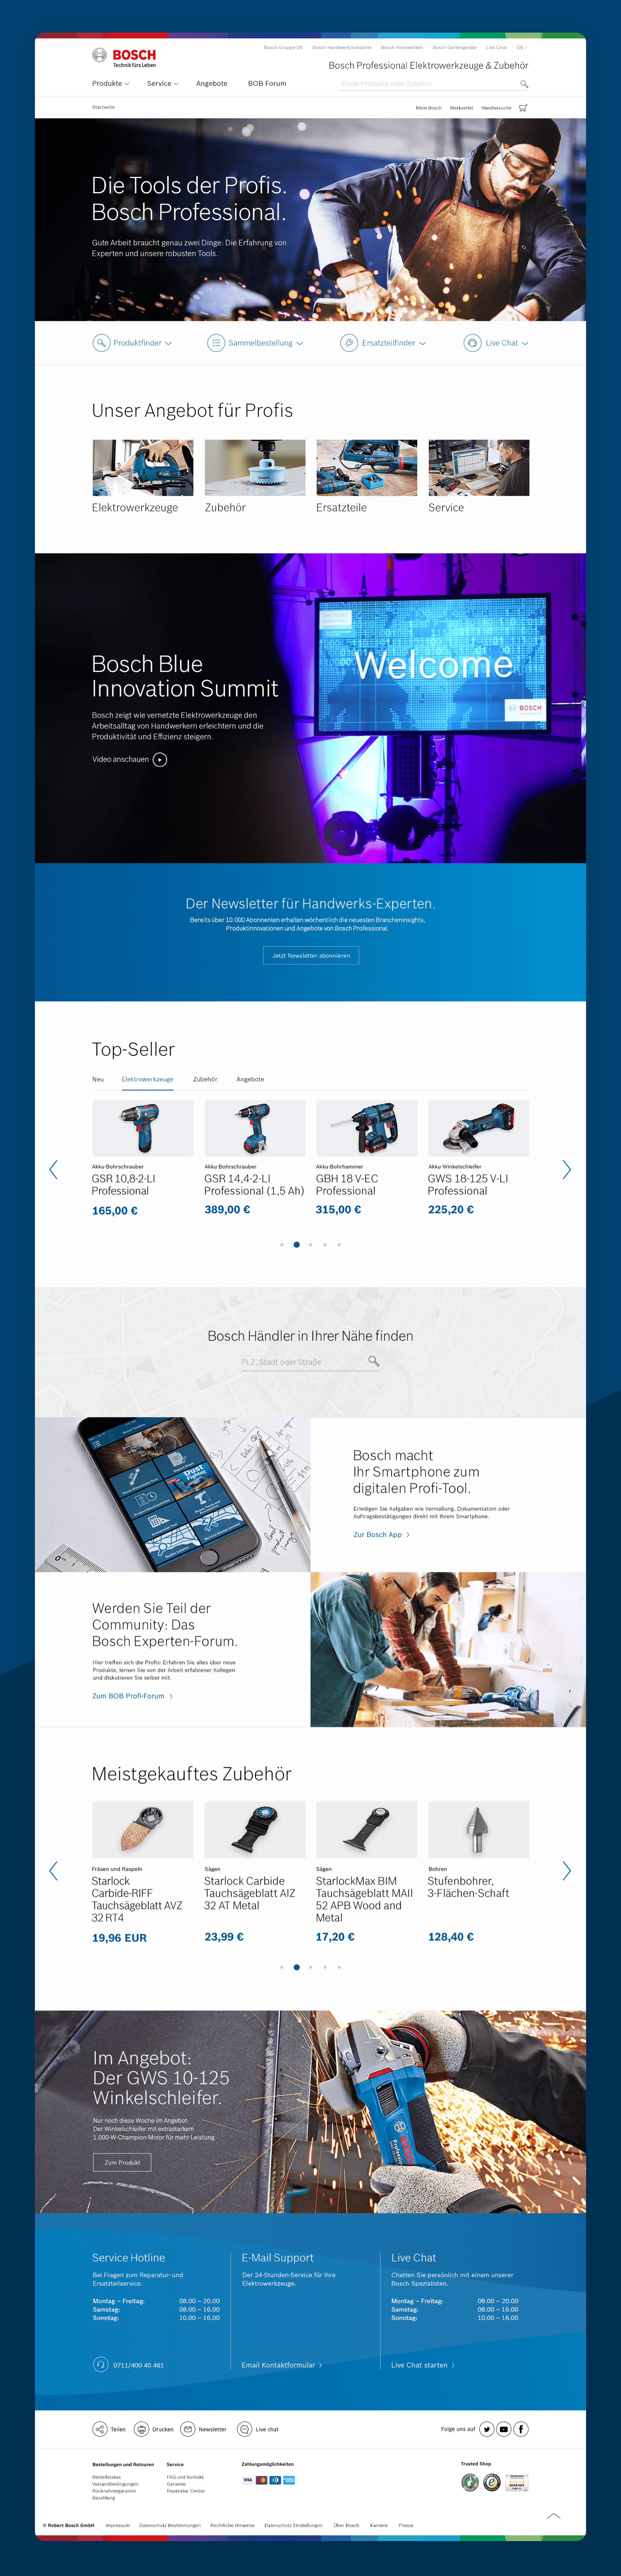 Bosch Gruppe DE Bosch Handwerk/Industrie Bosch Heimwerken Bosch Gartengeräte Live Chat DE
BOSCH
Technik fürs Leben
Bosch Professional Elektrowerkzeuge & Zubehör
Produkte Service Angebote BOB Forum
Finde Produkte oder Zubehör
Startseite
Mein Bosch Merkzettel Händlersuche
Die Tools der Profis.
Bosch Professional.
Gute Arbeit braucht genau zwei Dinge: Die Erfahrung von
Experten und unsere robusten Tools.
Produktfinder Sammelbestellung Ersatzteilfinder Live Chat
Unser Angebot für Profis
Elektrowerkzeuge Zubehör Ersatzteile Service
Welcome
BOSCH
Bosch Blue
Innovation Summit
Bosch zeigt wie vernetzte Elektrowerkzeuge den
Arbeitsalltag von Handwerkern erleichtern und die
Produktivität und Effizienz steigern.
Video anschauen
Der Newsletter für Handwerks-Experten.
Bereits über 10.000 Abonnenten erhalten wöchentlich die neuesten Brancheninsights,
Produktinnovationen und Angebote von Bosch Professional.
Jetzt Newsletter abonnieren
Top-Seller
Neu Elektrowerkzeuge Zubehör Angebote
Akku-Bohrschrauber
GSR 10,8-2-LI
Professional
165,00 €
Akku-Bohrschrauber
GSR 14,4-2-LI
Professional (1,5 Ah)
389,00 €
Akku-Bohrhammer
GBH 18 V-EC
Professional
315,00 €
Akku-Winkelschleifer
GWS 18-125 V-LI
Professional
225,20 €
Bosch Händler in Ihrer Nähe finden
PLZ, Stadt oder Straße
Dust
Fighter
Bosch macht
Ihr Smartphone zum
digitalen Profi-Tool.
Erledigen Sie Aufgaben wie Vermaßung, Dokumentation oder
Auftragsbestätigungen direkt mit Ihrem Smartphone.
Zur Bosch App
Werden Sie Teil der
Community: Das
Bosch Experten-Forum.
Hier treffen sich die Profis: Erfahren Sie alles über neue
Produkte, lernen Sie von der Arbeit erfahrener Kollegen
und diskutieren Sie selber mit.
Zum BOB Profi-Forum
Meistgekauftes Zubehör
Fräsen und Raspeln
Starlock
Carbide-RIFF
Tauchsägeblatt AVZ
32 RT4
19,96 EUR
Sägen
Starlock Carbide
Tauchsägeblatt AIZ
32 AT Metal
23,99 €
Sägen
StarlockMax BIM
Tauchsägeblatt MAII
52 APB Wood and
Metal
17,20 €
Bohren
Stufenbohrer,
3-Flächen-Schaft
128,40 €
Im Angebot:
Der GWS 10-125
Winkelschleifer.
Nur noch diese Woche im Angebot:
Der Winkelschleifer mit extrastarkem
1.000-W-Champion-Motor für mehr Leistung.
Zum Produkt
BOSCH
Professional
Service Hotline
Bei Fragen zum Reparatur- und
Ersatzteilservice.
Montag – Freitag: 08.00 – 20.00
Samstag: 08.00 – 16.00
Sonntag: 10.00 – 16.00
0711/400 40 461
E-Mail Support
Der 24-Stunden-Service für Ihre
Elektrowerkzeuge.
Email Kontaktformular
Live Chat
Chatten Sie persönlich mit einem unserer
Bosch Spezialisten.
Montag – Freitag: 08.00 – 20.00
Samstag: 08.00 – 16.00
Sonntag: 10.00 – 16.00
Live Chat starten
Teilen Drucken Newsletter Live chat
Folge uns auf
Bestellungen und Retouren
Bestellstatus
Versandbedingungen
Rücknahmegarantie
Bezahlung
Service
FAQ und Kontakt
Garantie
Reperatur Center
Zahlungsmöglichkeiten
VISA
Trusted Shop
© Robert Bosch GmbH Impressum Datenschutz Bestimmungen Rechtliche Hinweise Datenschutz Einstellungen Über Bosch Karriere Presse